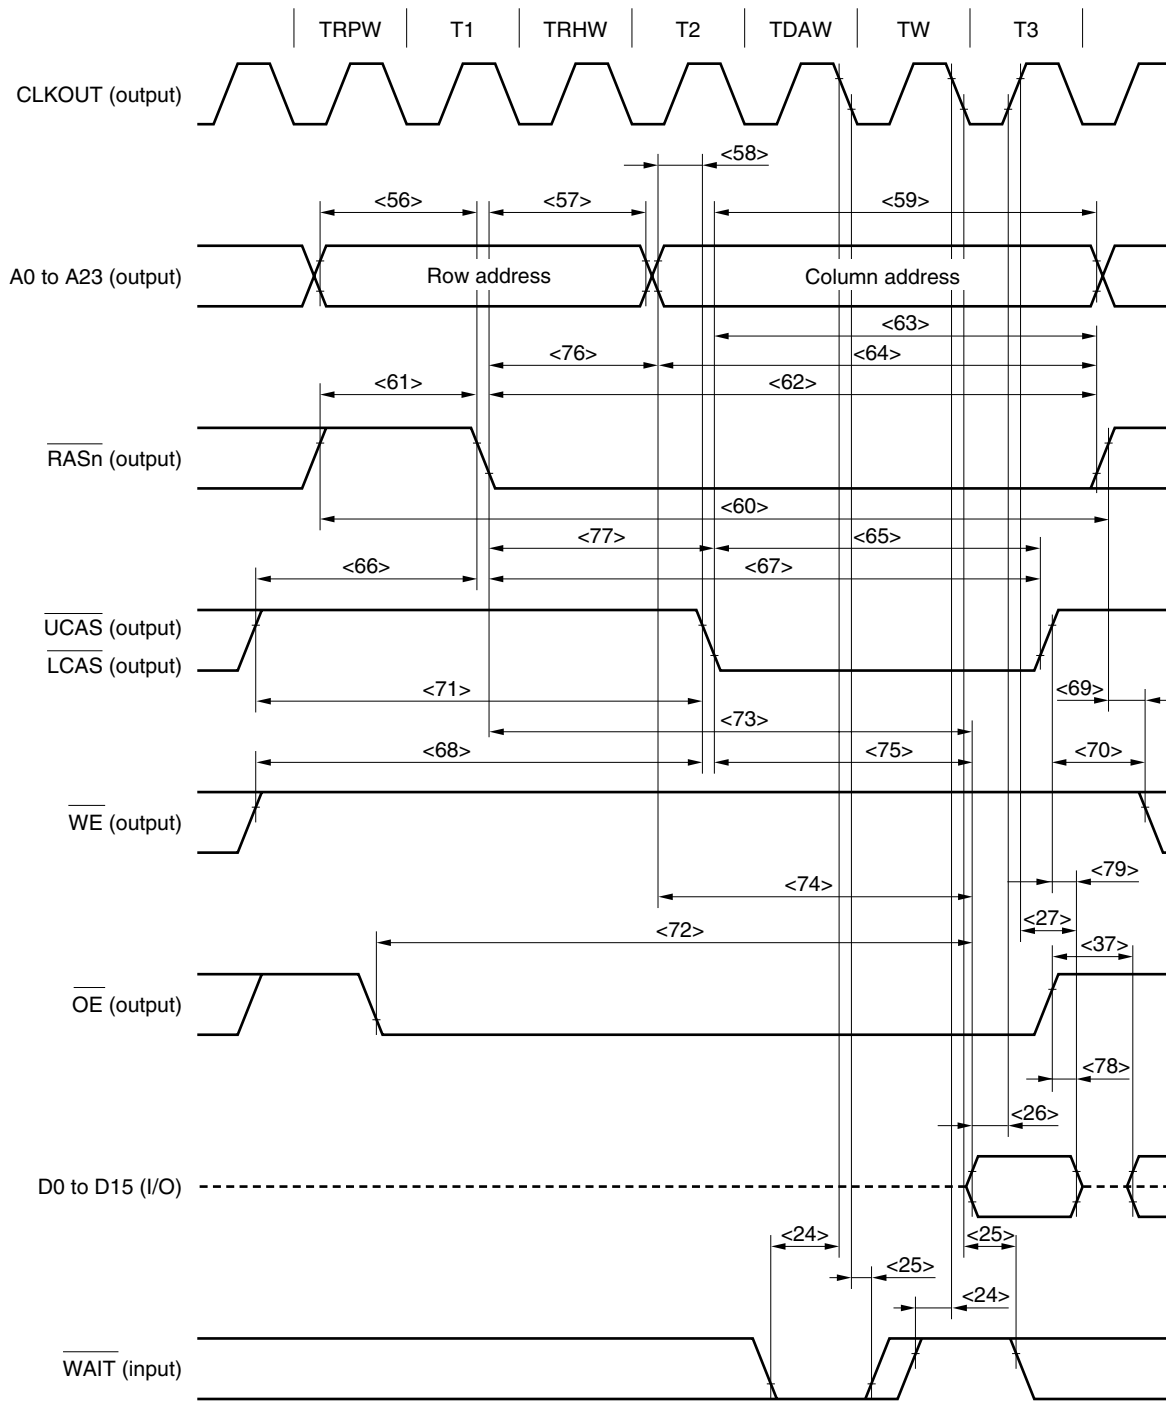 TRPW T1 TRHW T2 TDAW TW T3
CLKOUT (output)
<58>
<56> <57> <59>
A0 to A23 (output) Row address Column address
<63>
<76> <64>
<61> <62>
RASn (output)
<60>
<77> <65>
<66> <67>
UCAS (output)
LCAS (output)
<71> <69>
<73>
<68> <75> <70>
WE (output)
<79>
<74>
<27>
<72>
<37>
OE (output)
<78>
<26>
D0 to D15 (I/O)
<24> <25>
<25>
<24>
WAIT (input)